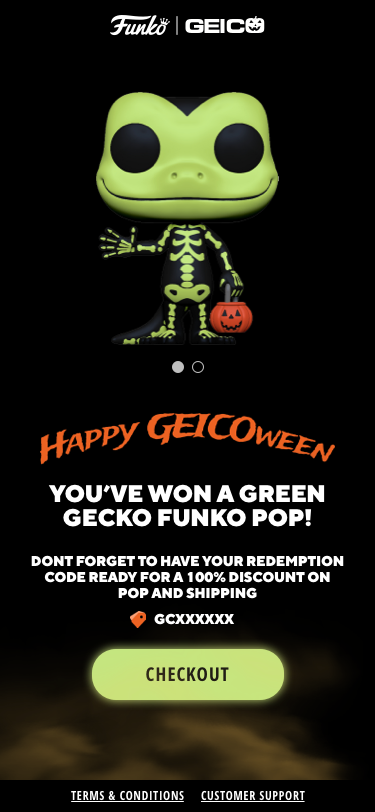 Funko | GEICO
HAPPY GEICOWEEN
YOU'VE WON A GREEN
GECKO FUNKO POP!
DONT FORGET TO HAVE YOUR REDEMPTION
CODE READY FOR A 100% DISCOUNT ON
POP AND SHIPPING
GCXXXXXX
CHECKOUT
TERMS & CONDITIONS CUSTOMER SUPPORT